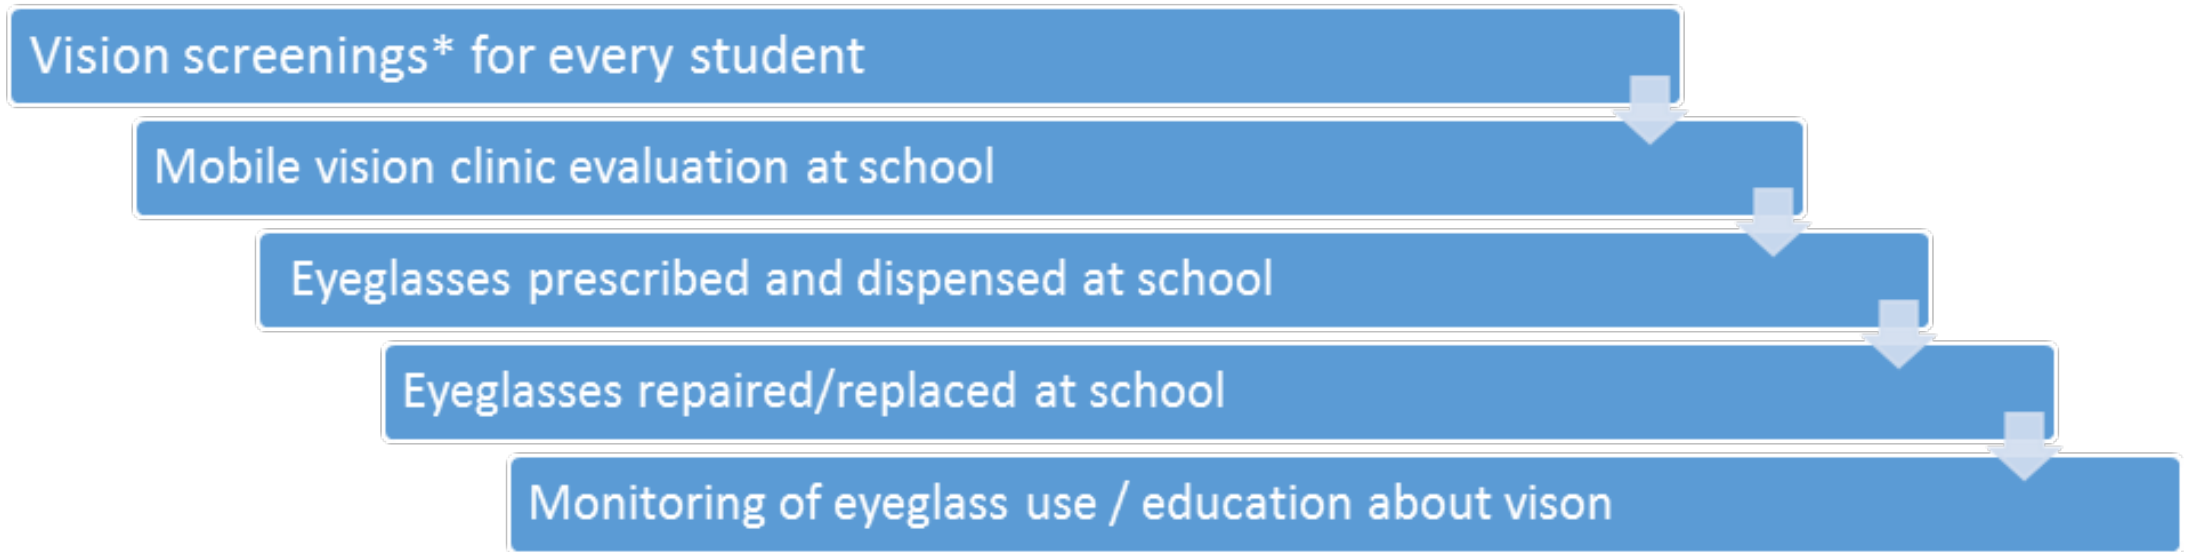 Vision screenings* for every student
Mobile vision clinic evaluation at school
Eyeglasses prescribed and dispensed at school
Eyeglasses repaired/replaced at school
Monitoring of eyeglass use / education about vison